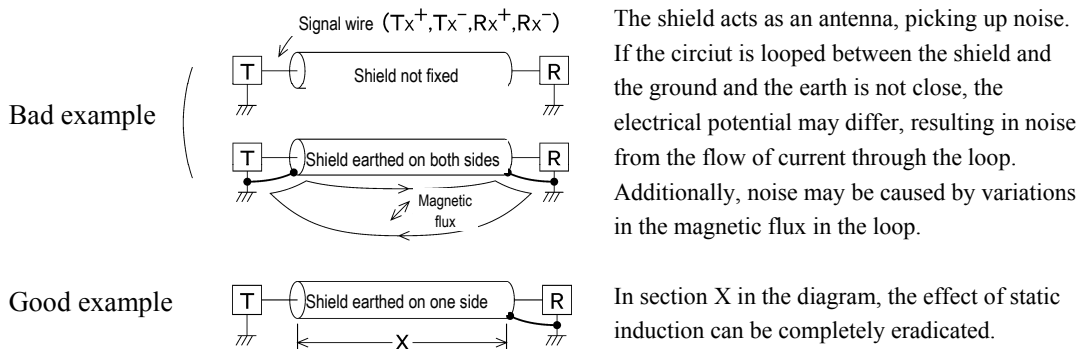 Signal wire (Tx+,Tx−,Rx+,Rx−)
T
Shield not fixed
R
The shield acts as an antenna, picking up noise.
If the circiut is looped between the shield and
the ground and the earth is not close, the
electrical potential may differ, resulting in noise
from the flow of current through the loop.
Additionally, noise may be caused by variations
in the magnetic flux in the loop.
Bad example
T
Shield earthed on both sides
R
Magnetic
flux
Good example
T
Shield earthed on one side
R
X
In section X in the diagram, the effect of static
induction can be completely eradicated.